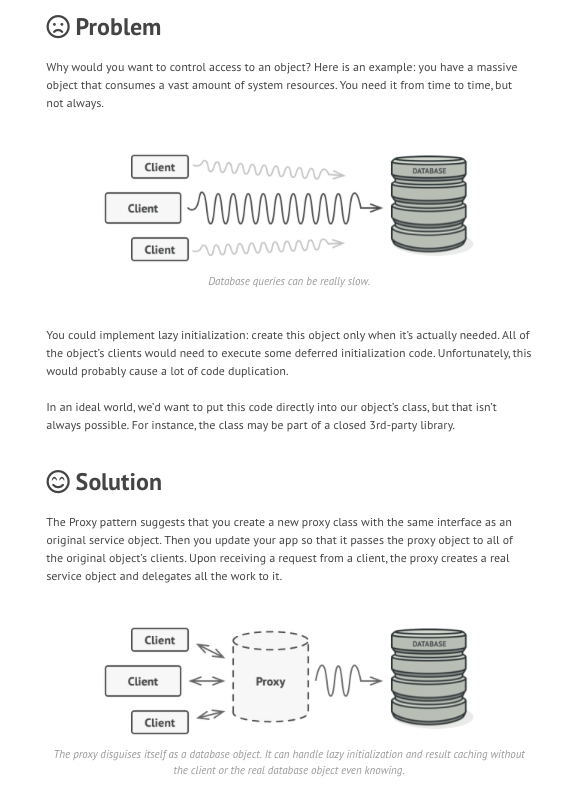 Problem
Why would you want to control access to an object? Here is an example: you have a massive
object that consumes a vast amount of system resources. You need it from time to time, but
not always.
Client
DATABASE
Client
Client
Database queries can be really slow.
You could implement lazy initialization: create this object only when it's actually needed. All of
the object's clients would need to execute some deferred initialization code. Unfortunately, this
would probably cause a lot of code duplication.
In an ideal world, we'd want to put this code directly into our object's class, but that isn't
always possible. For instance, the class may be part of a closed 3rd-party library.
Solution
The Proxy pattern suggests that you create a new proxy class with the same interface as an
original service object. Then you update your app so that it passes the proxy object to all of
the original object's clients. Upon receiving a request from a client, the proxy creates a real
service object and delegates all the work to it.
Client
DATABASE
Client
Proxy
Client
The proxy disguises itself as a database object. It can handle lazy initialization and result caching without
the client or the real database object even knowing.